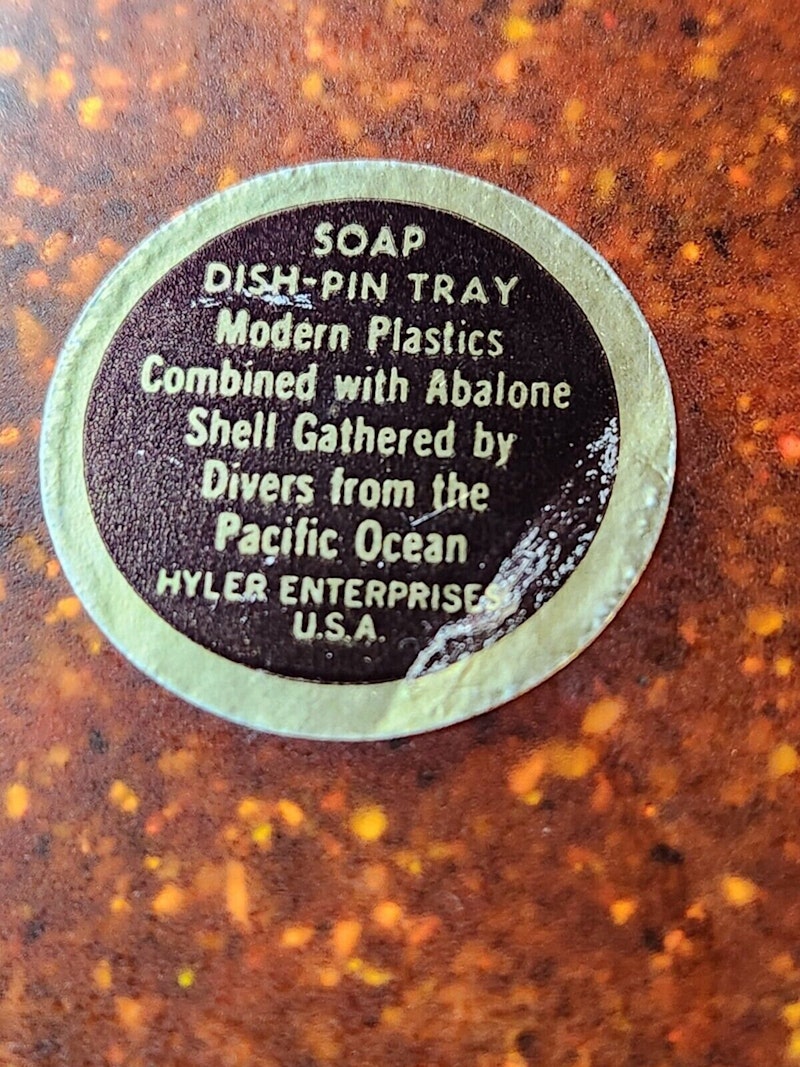 SOAP
DISH-PIN TRAY
Modern Plastics
Combined with Abalone
Shell Gathered by
Divers from the
Pacific Ocean
HYLER ENTERPRISES
U.S.A.